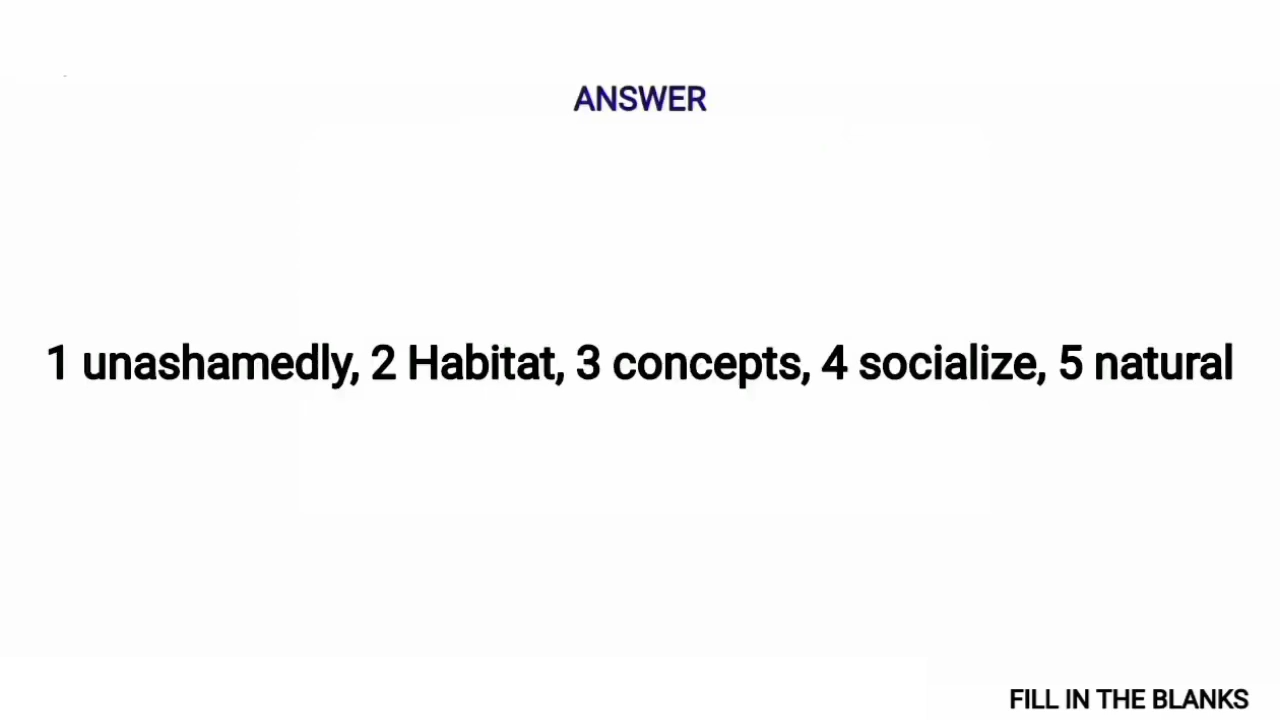 ANSWER
1 unashamedly, 2 Habitat, 3 concepts, 4 socialize, 5 natural
FILL IN THE BLANKS